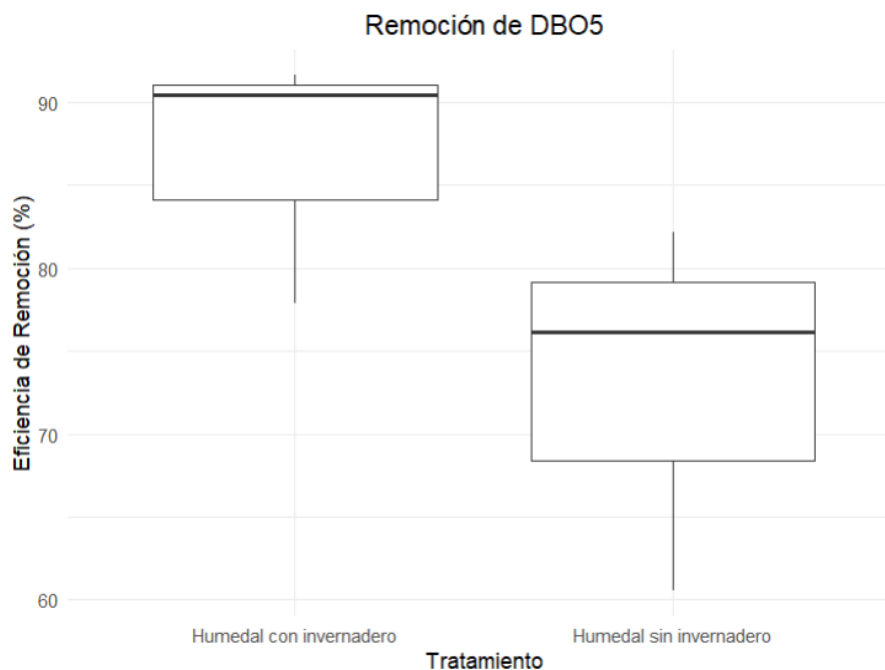 Remoción de DBO5
Eficiencia de Remoción (%)
90
80
70
60
Humedal con invernadero
Humedal sin invernadero
Tratamiento